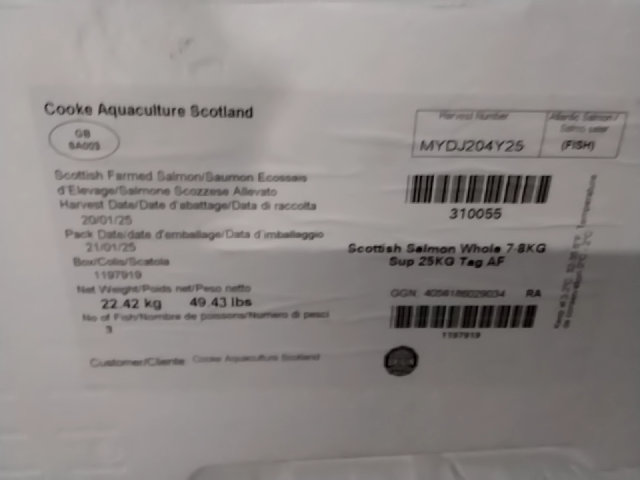 Cooke Aquaculture Scotland
GB
SA003
Harvest Number
MYDJ204Y25
Atlantic Salmon /
Salmo salar
(FISH)
Scottish Farmed Salmon/Saumon Ecossais
d'Elevage/Salmone Scozzese Allevato
Harvest Date/Date d'abattage/Data di raccolta
20/01/25
Pack Date/date d'emballage/Data d'imballaggio
21/01/25
Box/Colis/Scatola
1197919
Net Weight/Poids net/Peso netto
22.42 kg 49.43 lbs
No of Fish/Nombre de poissons/Numero di pesci
3
Customer/Cliente Cooke Aquaculture Scotland
310055
Scottish Salmon Whole 7-8KG
Sup 25KG Tag AF
GGN: 4056186029034 RA
1197919